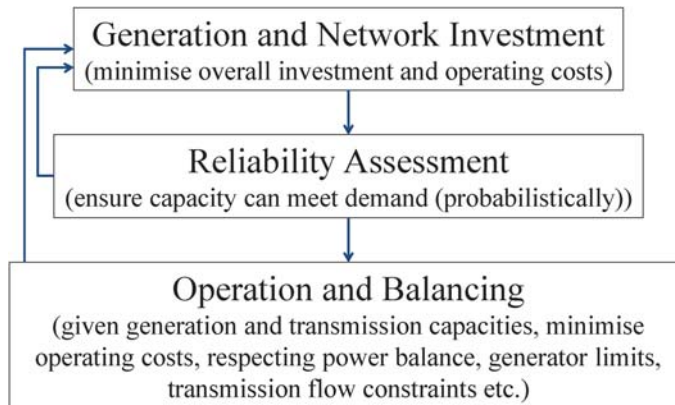 Generation and Network Investment
(minimise overall investment and operating costs)
Reliability Assessment
(ensure capacity can meet demand (probabilistically))
Operation and Balancing
(given generation and transmission capacities, minimise
operating costs, respecting power balance, generator limits,
transmission flow constraints etc.)